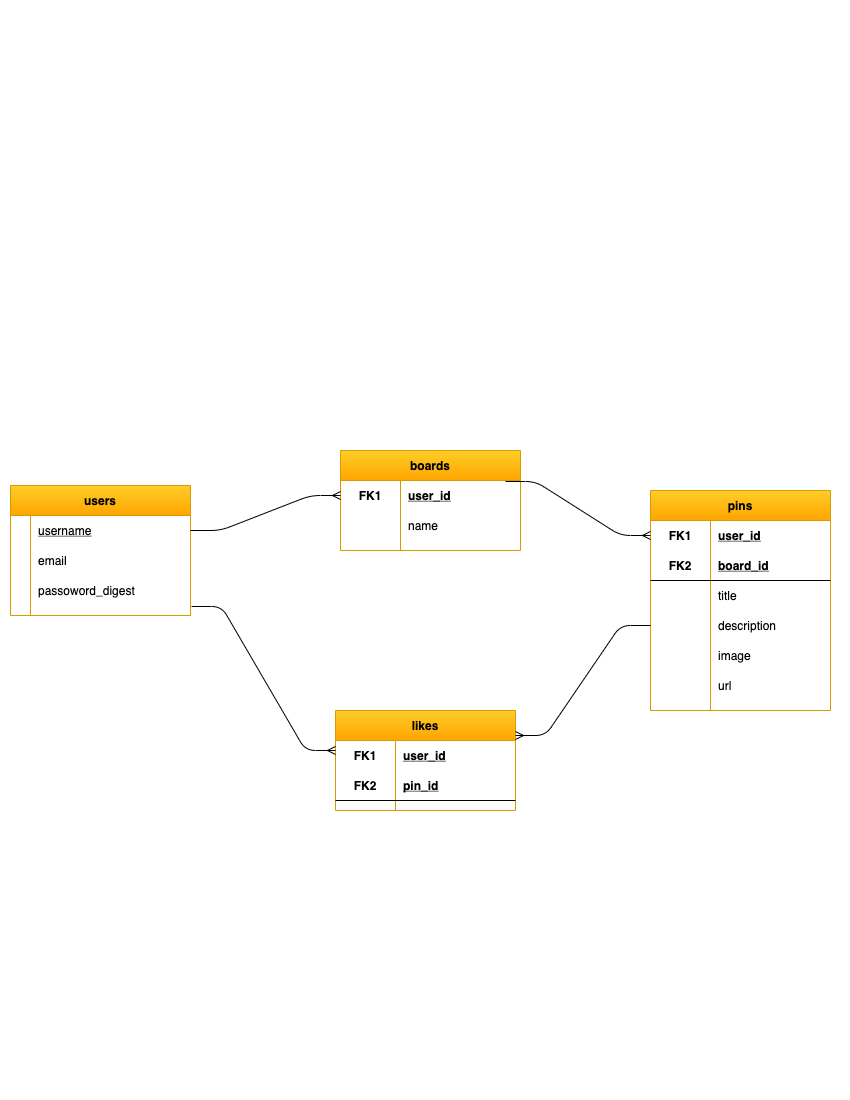 users
username
email
passoword_digest
boards
FK1 user_id
name
pins
FK1 user_id
FK2 board_id
title
description
image
url
likes
FK1 user_id
FK2 pin_id